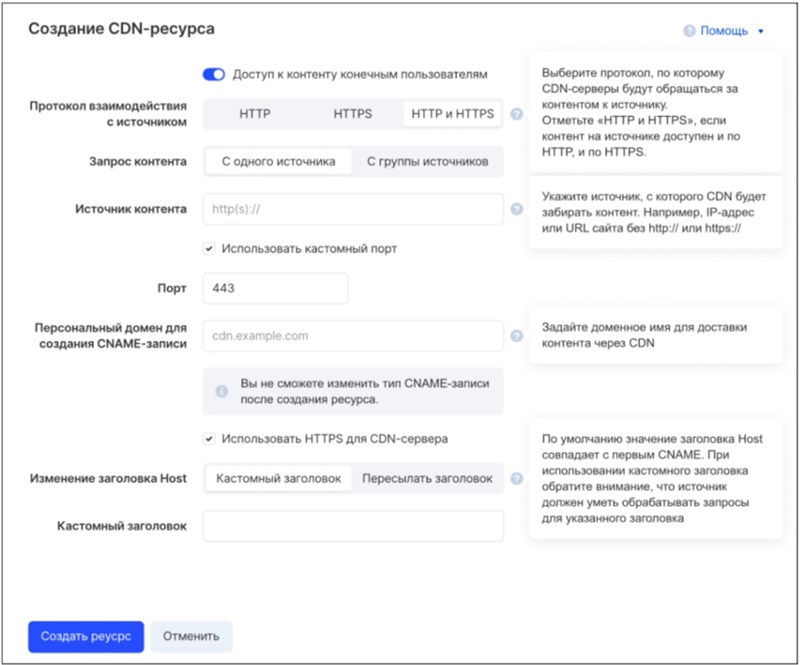 Создание CDN-ресурса
Помощь
Доступ к контенту конечным пользователям
Протокол взаимодействия
с источником
HTTP HTTPS HTTP и HTTPS
Выберите протокол, по которому
CDN-серверы будут обращаться за
контентом к источнику.
Отметьте «HTTP и HTTPS», если
контент на источнике доступен и по
HTTP, и по HTTPS.
Запрос контента
С одного источника С группы источников
Источник контента
http(s)://
Укажите источник, с которого CDN будет
забирать контент. Например, IP-адрес
или URL сайта без http:// или https://
Использовать кастомный порт
Порт
443
Персональный домен для
создания CNAME-записи
cdn.example.com
Задайте доменное имя для доставки
контента через CDN
Вы не сможете изменить тип CNAME-записи
после создания ресурса.
Использовать HTTPS для CDN-сервера
Изменение заголовка Host
Кастомный заголовок Пересылать заголовок
По умолчанию значение заголовка Host
совпадает с первым CNAME. При
использовании кастомного заголовка
обратите внимание, что источник
должен уметь обрабатывать запросы
для указанного заголовка
Кастомный заголовок
Создать реусрс Отменить